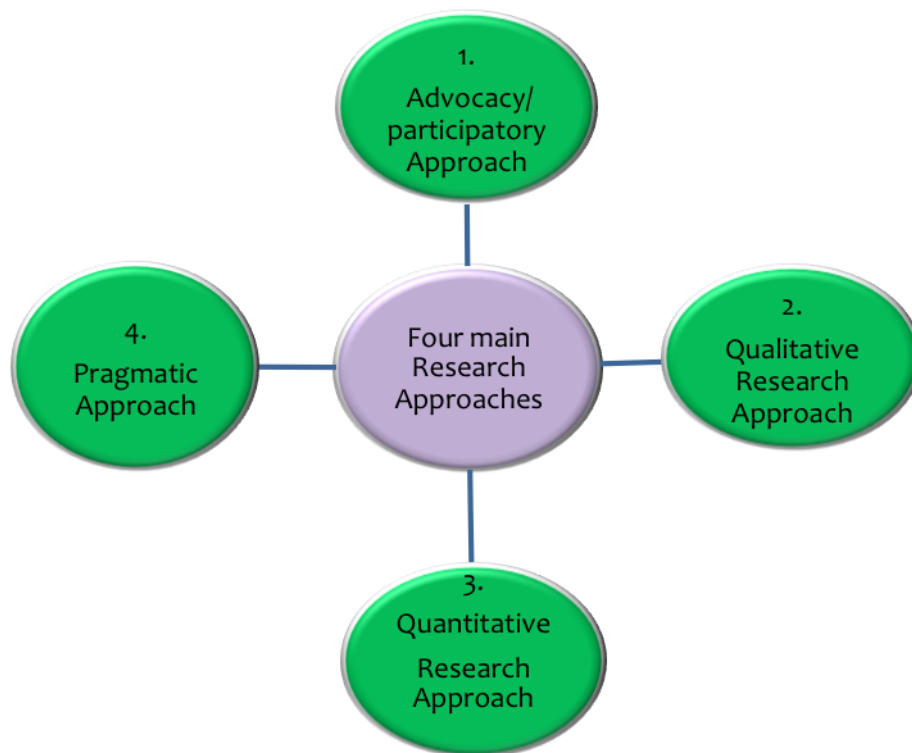 1.
Advocacy/
participatory
Approach
2.
Qualitative
Research
Approach
3.
Quantitative
Research
Approach
4.
Pragmatic
Approach
Four main
Research
Approaches